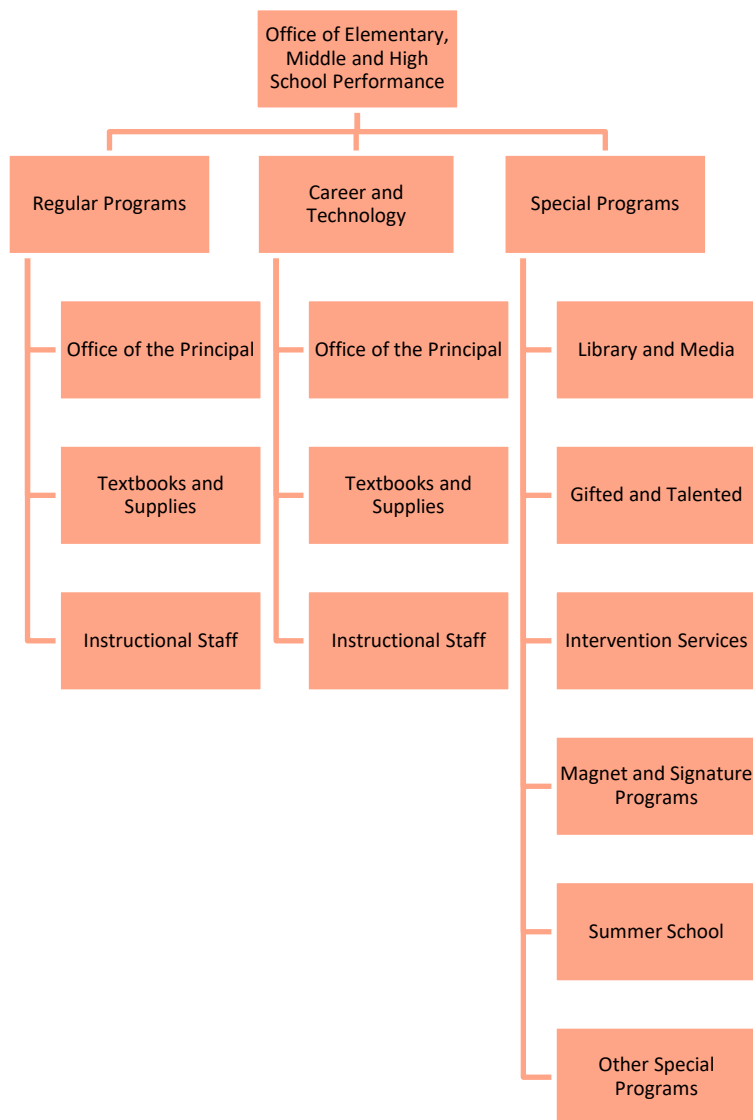 Office of Elementary,
Middle and High
School Performance
Regular Programs
Career and
Technology
Special Programs
Office of the Principal
Textbooks and
Supplies
Instructional Staff
Office of the Principal
Textbooks and
Supplies
Instructional Staff
Library and Media
Gifted and Talented
Intervention Services
Magnet and Signature
Programs
Summer School
Other Special
Programs